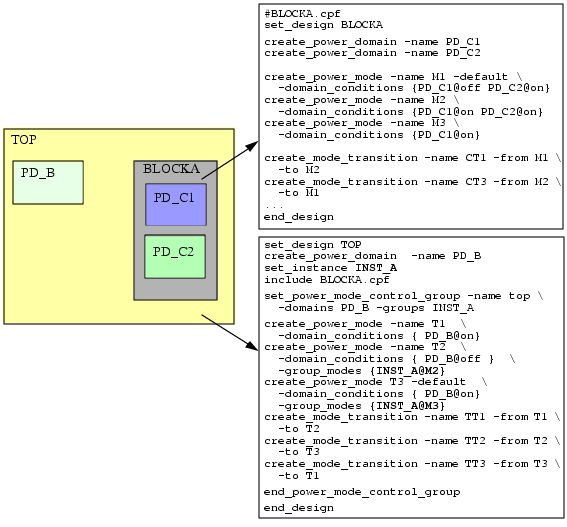 TOP
PD_B
BLOCKA
PD_C1
PD_C2
#BLOCKA.cpf
set_design BLOCKA
create_power_domain -name PD_C1
create_power_domain -name PD_C2
create_power_mode -name M1 -default \
-domain_conditions {PD_C1@off PD_C2@on}
create_power_mode -name M2 \
-domain_conditions {PD_C1@on PD_C2@on}
create_power_mode -name M3 \
-domain_conditions {PD_C1@on}
create_mode_transition -name CT1 -from M1 \
-to M2
create_mode_transition -name CT3 -from M2 \
-to M1
...
end_design
set_design TOP
create_power_domain  -name PD_B
set_instance INST_A
include BLOCKA.cpf
set_power_mode_control_group -name top \
-domains PD_B -groups INST_A
create_power_mode -name T1  \
-domain_conditions { PD_B@on}
create_power_mode -name T2  \
-domain_conditions { PD_B@off }  \
-group_modes {INST_A@M2}
create_power_mode T3 -default  \
-domain_conditions { PD_B@on}
-group_modes {INST_A@M3}
create_mode_transition -name TT1 -from T1 \
-to T2
create_mode_transition -name TT2 -from T2 \
-to T3
create_mode_transition -name TT3 -from T3 \
-to T1
end_power_mode_control_group
end_design